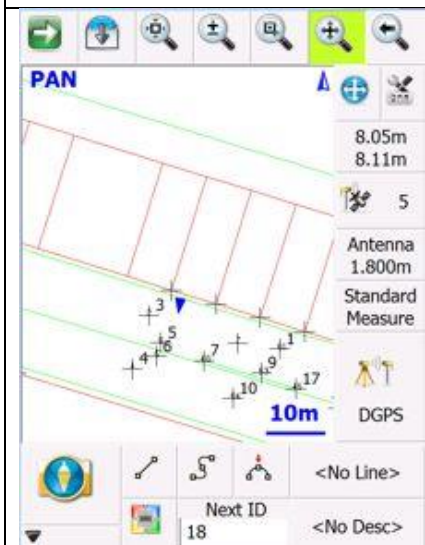 PAN
8.05m
8.11m
5
Antenna
1.800m
Standard
Measure
3
5
6
4
7
1
9
10
17
10m
DGPS
<No Line>
Next ID
18
<No Desc>